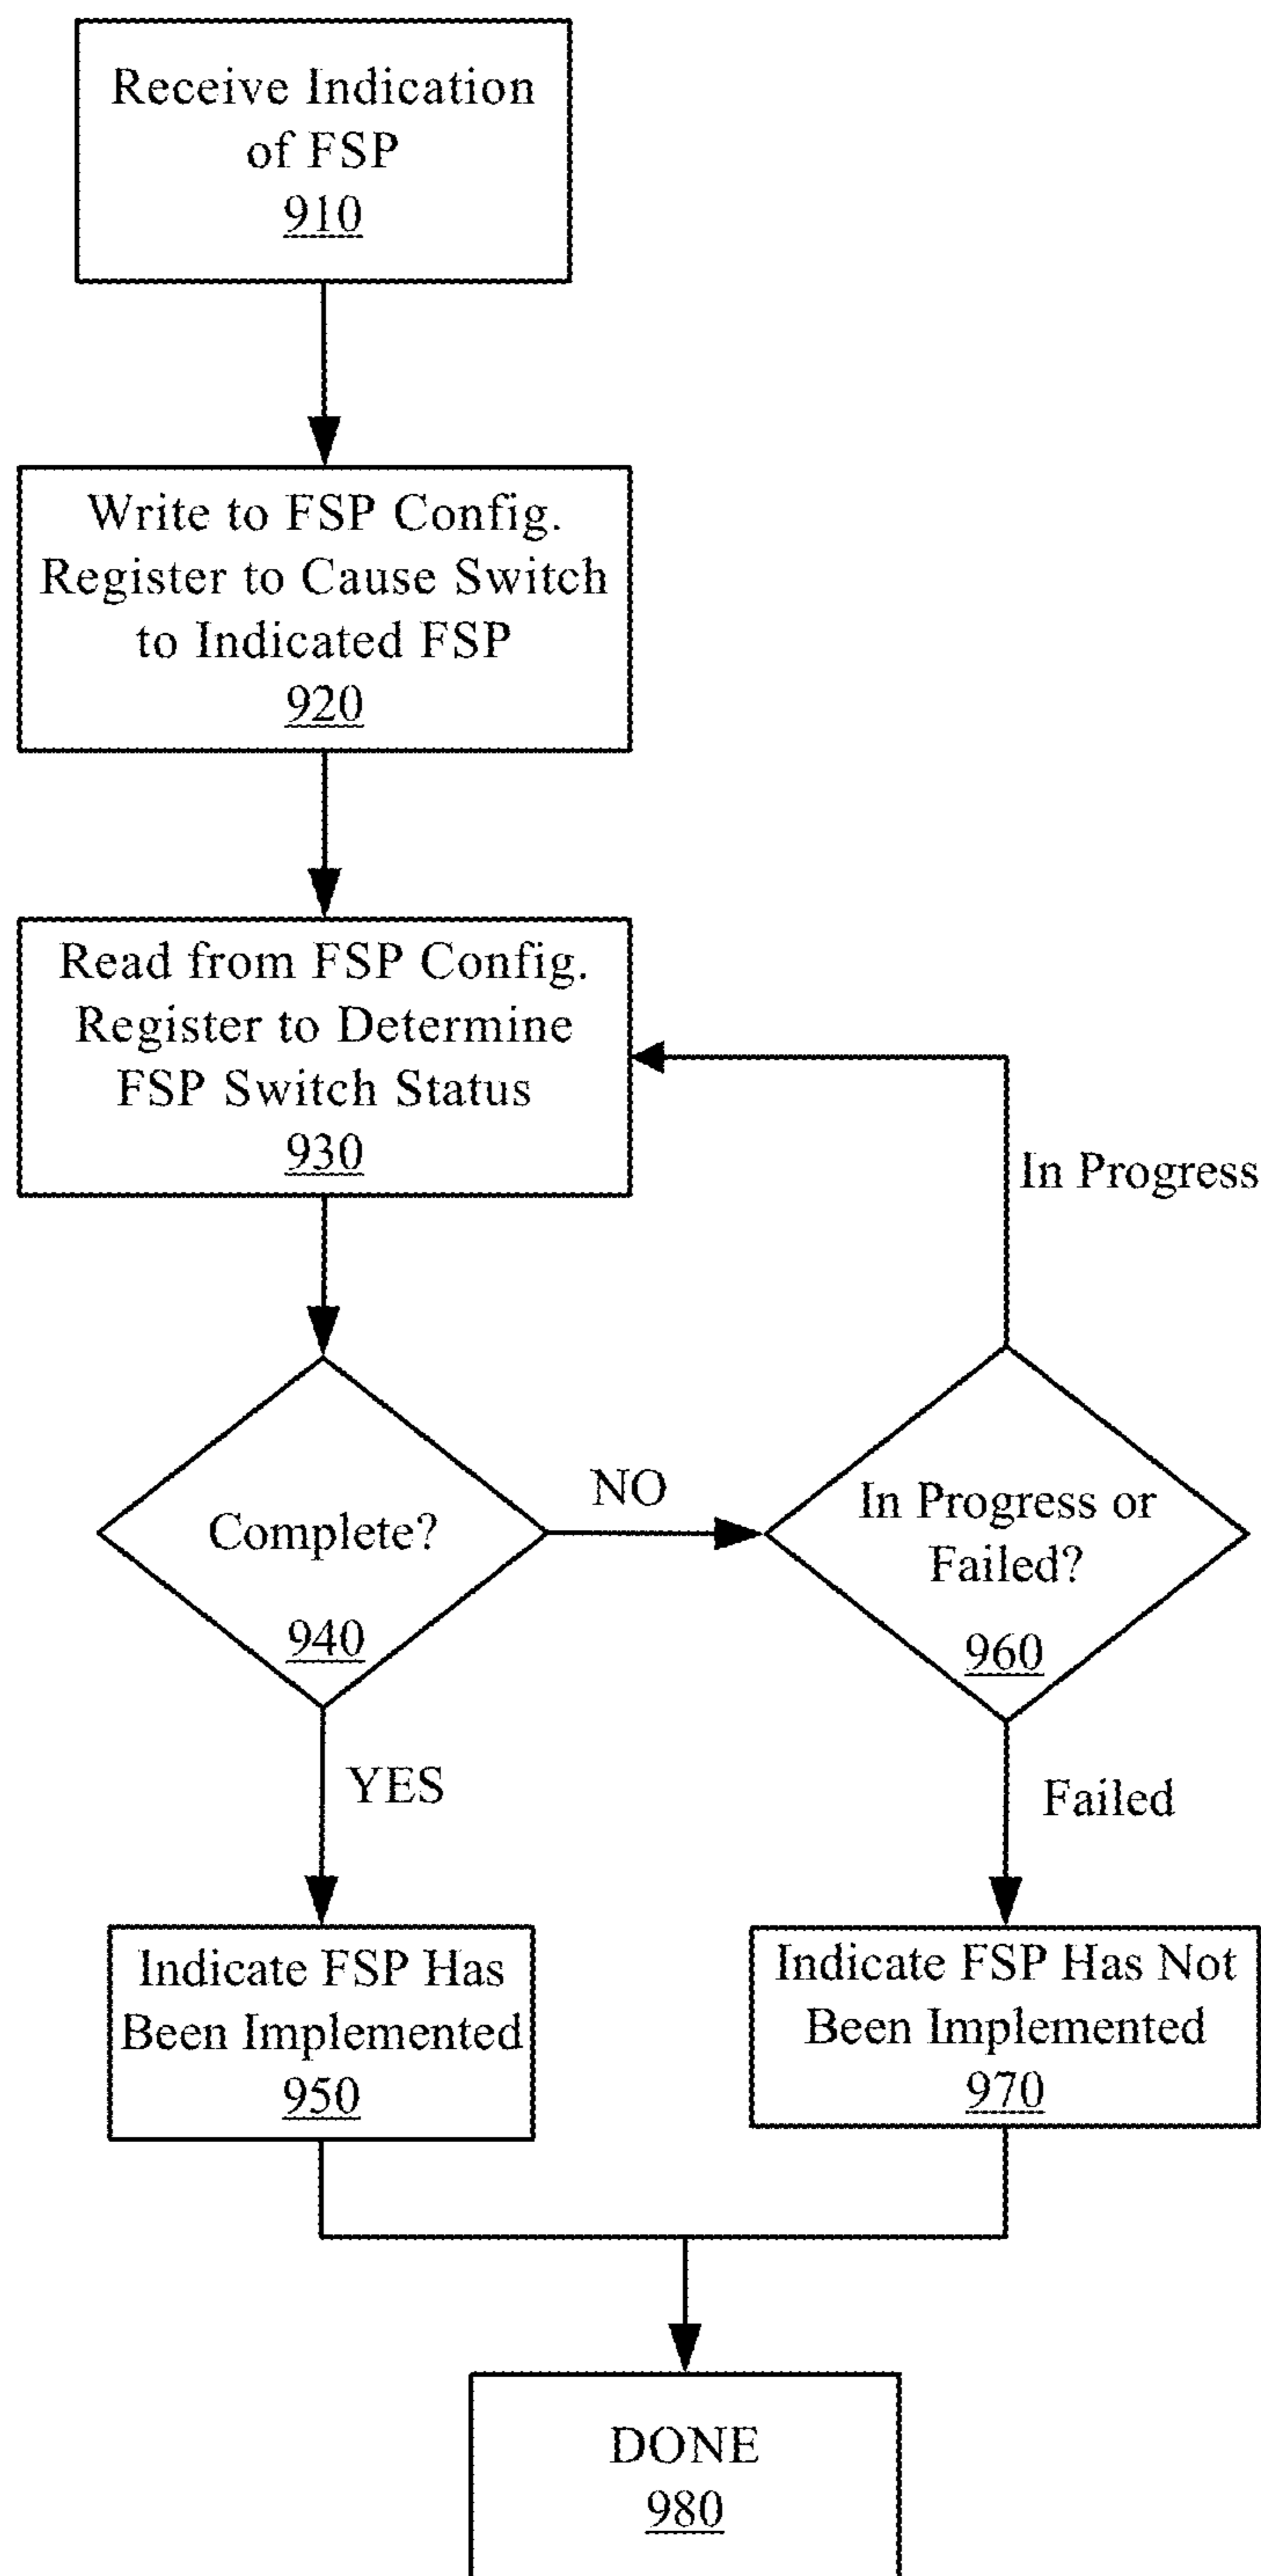 Receive Indication
of FSP
910
Write to FSP Config.
Register to Cause Switch
to Indicated FSP
920
Read from FSP Config.
Register to Determine
FSP Switch Status
930
In Progress
Complete?
940
NO
In Progress or
Failed?
960
YES
Failed
Indicate FSP Has
Been Implemented
950
Indicate FSP Has Not
Been Implemented
970
DONE
980